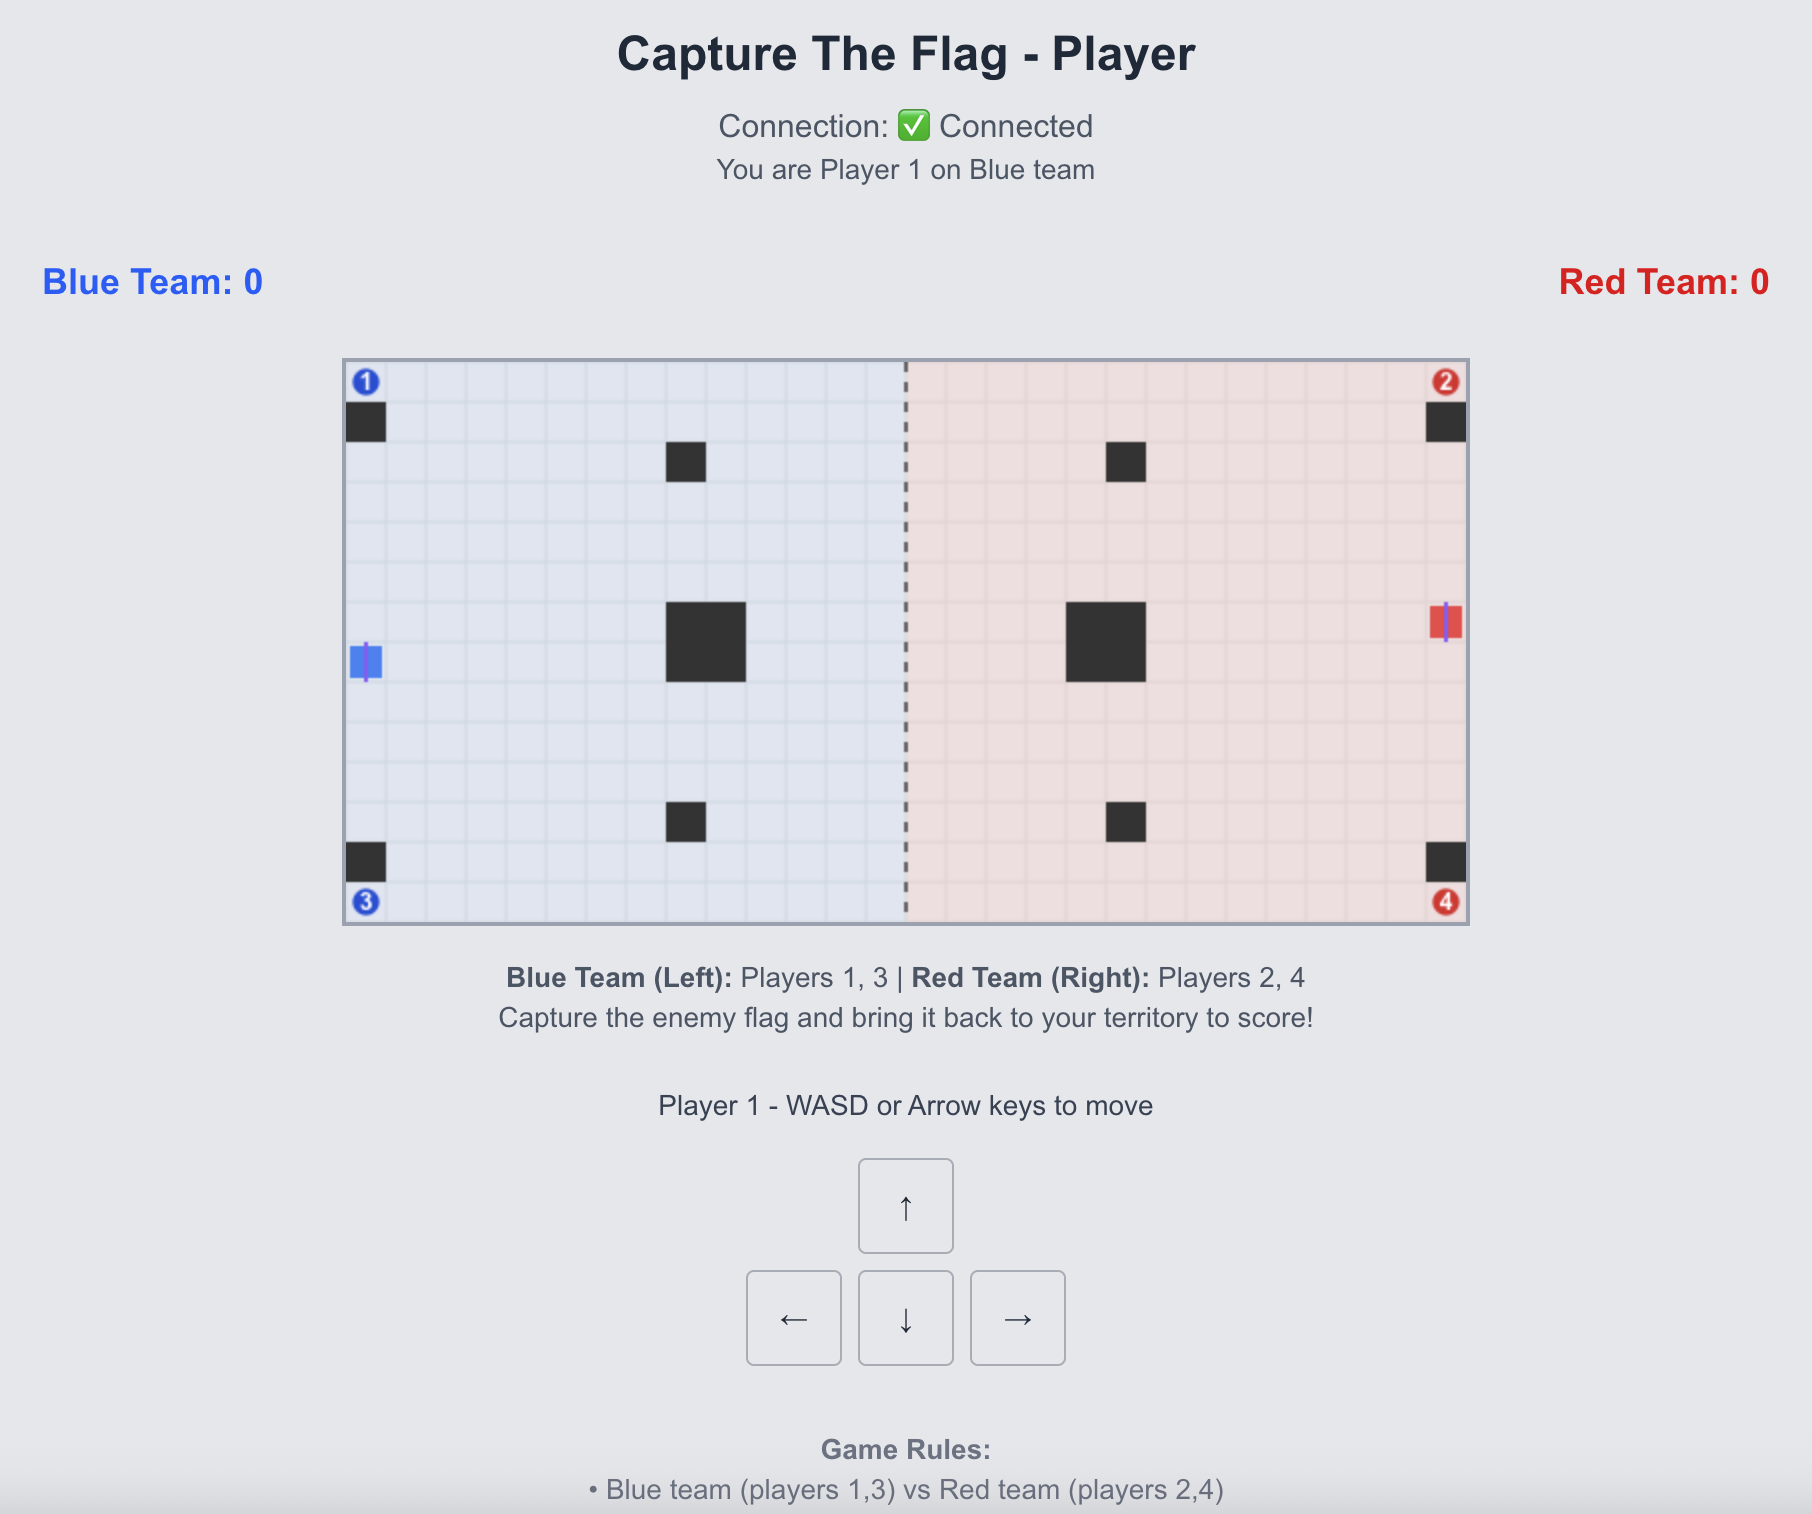 Capture The Flag - Player
Connection: ✅ Connected
You are Player 1 on Blue team
Blue Team: 0
Red Team: 0
1
2
3
4
Blue Team (Left): Players 1, 3 | Red Team (Right): Players 2, 4
Capture the enemy flag and bring it back to your territory to score!
Player 1 - WASD or Arrow keys to move
↑
← ↓ →
Game Rules:
• Blue team (players 1,3) vs Red team (players 2,4)